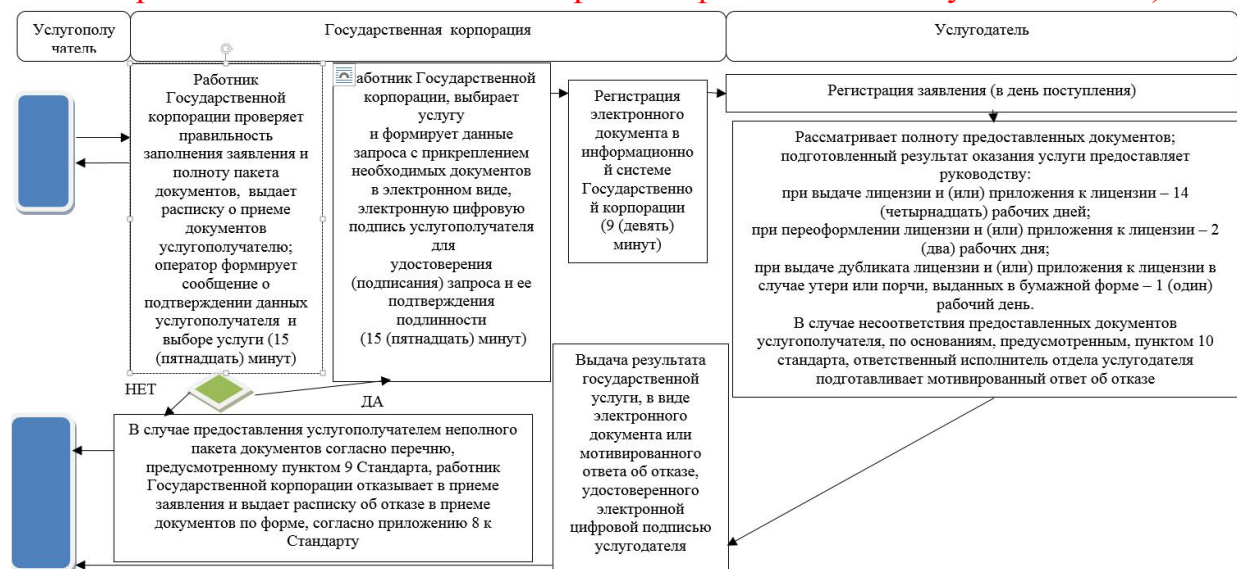 Услугополу
чатель
Государственная корпорация
Услугодатель
Работник
Государственной
корпорации проверяет
правильность
заполнения заявления и
полноту пакета
документов, выдает
расписку о приеме
документов
услугополучателю;
оператор формирует
сообщение о
подтверждении данных
услугополучателя и
выборе услуги (15
(пятнадцать) минут)
аботник Государственной
корпорации, выбирает
услугу
и формирует данные
запроса с прикреплением
необходимых документов
в электронном виде,
электронную цифровую
подпись услугополучателя
для
удостоверения
(подписания) запроса и ее
подтверждения
подлинности
(15 (пятнадцать) минут)
Регистрация
электронного
документа в
информационно
й системе
Государственно
й корпорации
(9 (девять)
минут)
Регистрация заявления (в день поступления)
Рассматривает полноту предоставленных документов;
подготовленный результат оказания услуги предоставляет
руководству:
при выдаче лицензии и (или) приложения к лицензии – 14
(четырнадцать) рабочих дней;
при переоформлении лицензии и (или) приложения к лицензии – 2
(два) рабочих дня;
при выдаче дубликата лицензии и (или) приложения к лицензии в
случае утери или порчи, выданных в бумажной форме – 1 (один)
рабочий день.
В случае несоответствия предоставленных документов
услугополучателя, по основаниям, предусмотренным, пунктом 10
стандарта, ответственный исполнитель отдела услугодателя
подготавливает мотивированный ответ об отказе
НЕТ
ДА
В случае предоставления услугополучателем неполного
пакета документов согласно перечню,
предусмотренному пунктом 9 Стандарта, работник
Государственной корпорации отказывает в приеме
заявления и выдает расписку об отказе в приеме
документов по форме, согласно приложению 8 к
Стандарту
Выдача результата
государственной
услуги, в виде
электронного
документа или
мотивированного
ответа об отказе,
удостоверенного
электронной
цифровой подписью
услугодателя